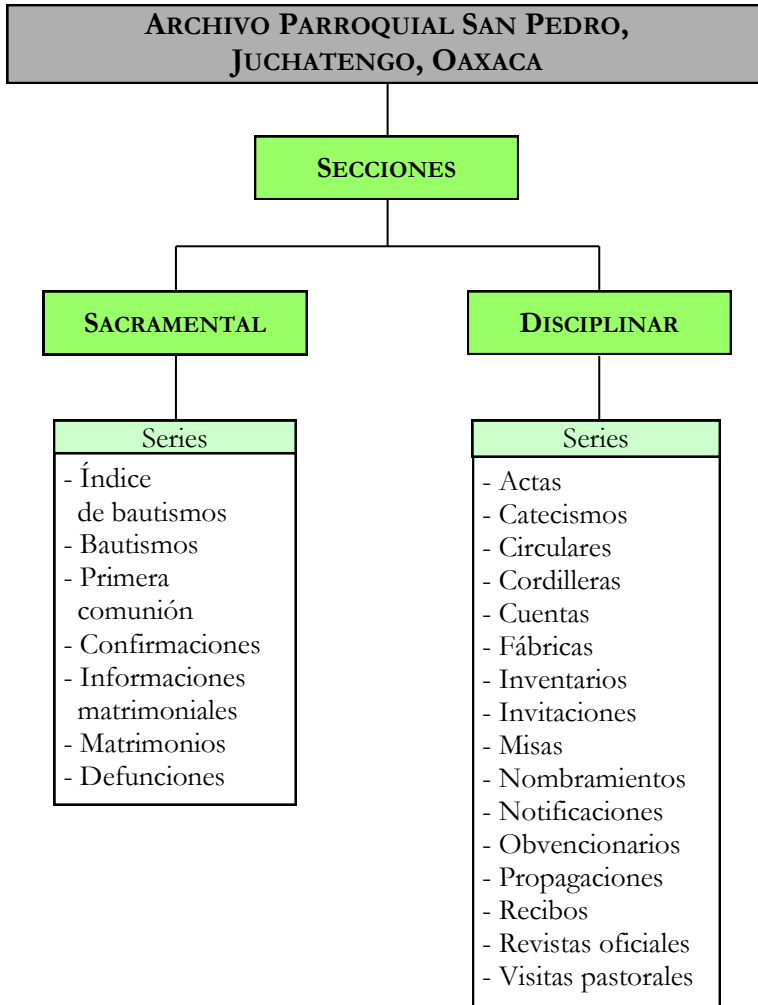 ARCHIVO PARROQUIAL SAN PEDRO,
JUCHATENGO, OAXACA
SECCIONES
SACRAMENTAL
Series
- Índice
de bautismos
- Bautismos
- Primera
comunión
- Confirmaciones
- Informaciones
matrimoniales
- Matrimonios
- Defunciones
DISCIPLINAR
Series
- Actas
- Catecismos
- Circulares
- Cordilleras
- Cuentas
- Fábricas
- Inventarios
- Invitaciones
- Misas
- Nombramientos
- Notificaciones
- Obvencionarios
- Propagaciones
- Recibos
- Revistas oficiales
- Visitas pastorales